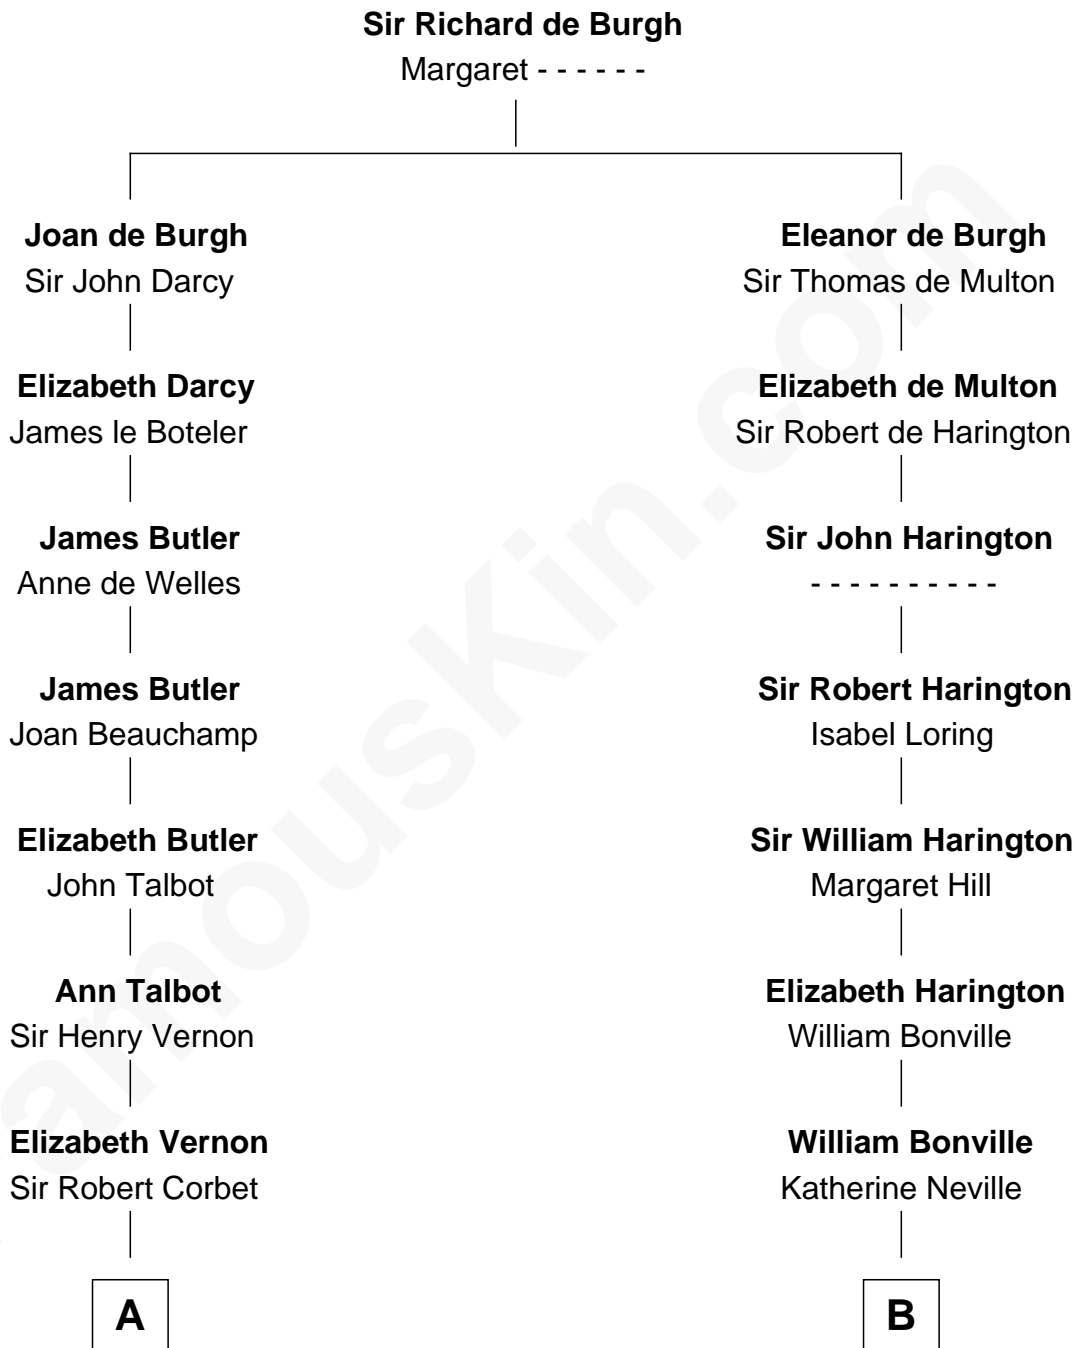 Sir Richard de Burgh
Margaret - - - - - -
Joan de Burgh
Sir John Darcy
Eleanor de Burgh
Sir Thomas de Multon
Elizabeth Darcy
James le Boteler
Elizabeth de Multon
Sir Robert de Harington
James Butler
Anne de Welles
Sir John Harington
- - - - - - - - - -
James Butler
Joan Beauchamp
Sir Robert Harington
Isabel Loring
Elizabeth Butler
John Talbot
Sir William Harington
Margaret Hill
Ann Talbot
Sir Henry Vernon
Elizabeth Harington
William Bonville
Elizabeth Vernon
Sir Robert Corbet
William Bonville
Katherine Neville
A
B
amousKin.com